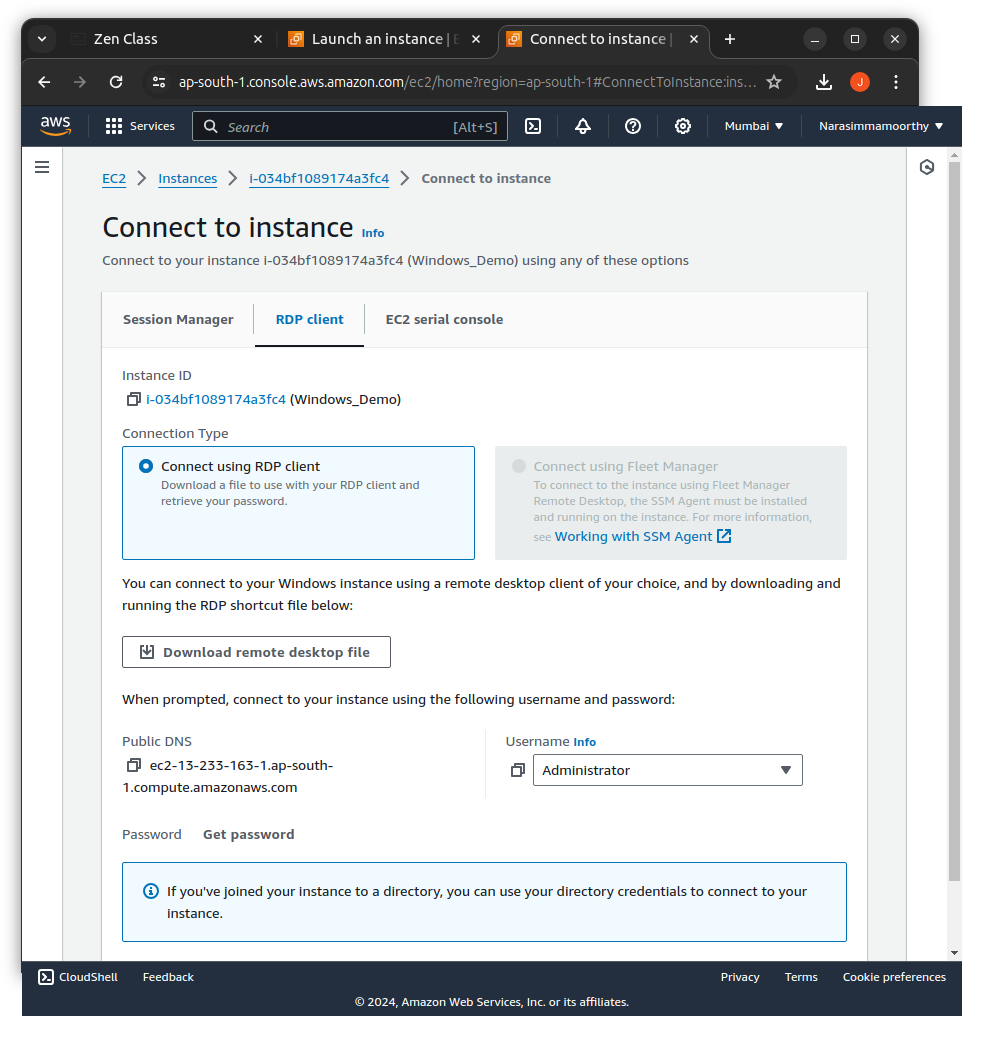 Zen Class
Launch an instance | E
Connect to instance |
ap-south-1.console.aws.amazon.com/ec2/home?region=ap-south-1#ConnectToInstance:ins...
J
aws
Services
Search
[Alt+S]
Mumbai
Narasimmamoorthy
EC2
Instances
i-034bf1089174a3fc4
Connect to instance
Connect to instance Info
Connect to your instance i-034bf1089174a3fc4 (Windows_Demo) using any of these options
Session Manager
RDP client
EC2 serial console
Instance ID
i-034bf1089174a3fc4 (Windows_Demo)
Connection Type
Connect using RDP client
Download a file to use with your RDP client and
retrieve your password.
Connect using Fleet Manager
To connect to the instance using Fleet Manager
Remote Desktop, the SSM Agent must be installed
and running on the instance. For more information,
see Working with SSM Agent
You can connect to your Windows instance using a remote desktop client of your choice, and by downloading and
running the RDP shortcut file below:
Download remote desktop file
When prompted, connect to your instance using the following username and password:
Public DNS
ec2-13-233-163-1.ap-south-
1.compute.amazonaws.com
Username Info
Administrator
Password
Get password
If you've joined your instance to a directory, you can use your directory credentials to connect to your
instance.
CloudShell
Feedback
Privacy
Terms
Cookie preferences
© 2024, Amazon Web Services, Inc. or its affiliates.